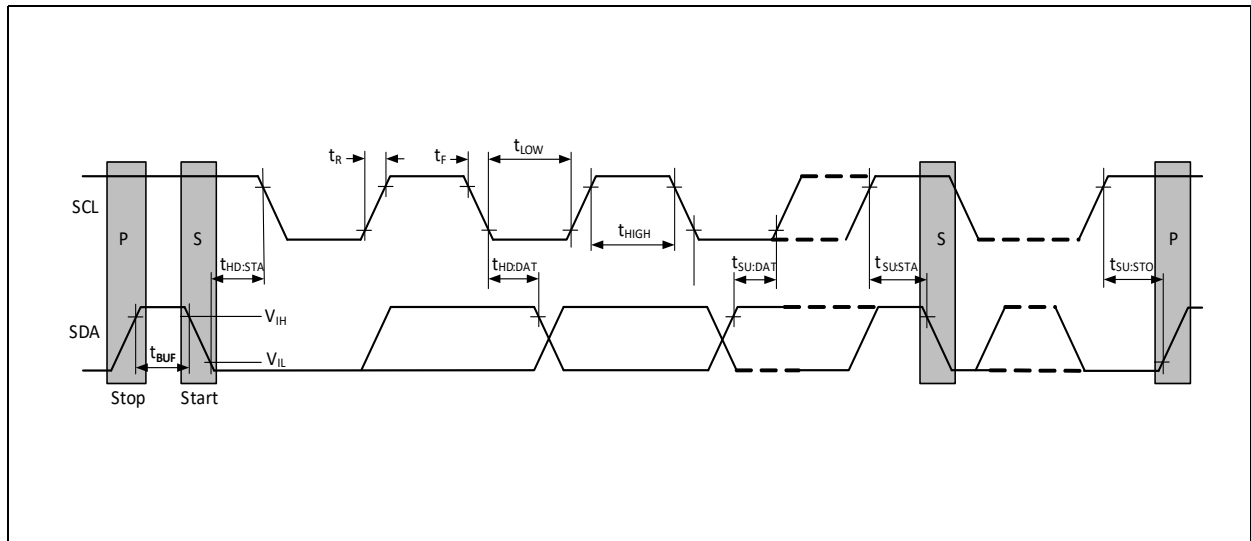 tR
tF
tLOW
SCL
P
S
tHIGH
S
P
tHD:STA
tHD:DAT
tSU:DAT
tSU:STA
tSU:STO
SDA
VIH
tBUF
VIL
Stop
Start